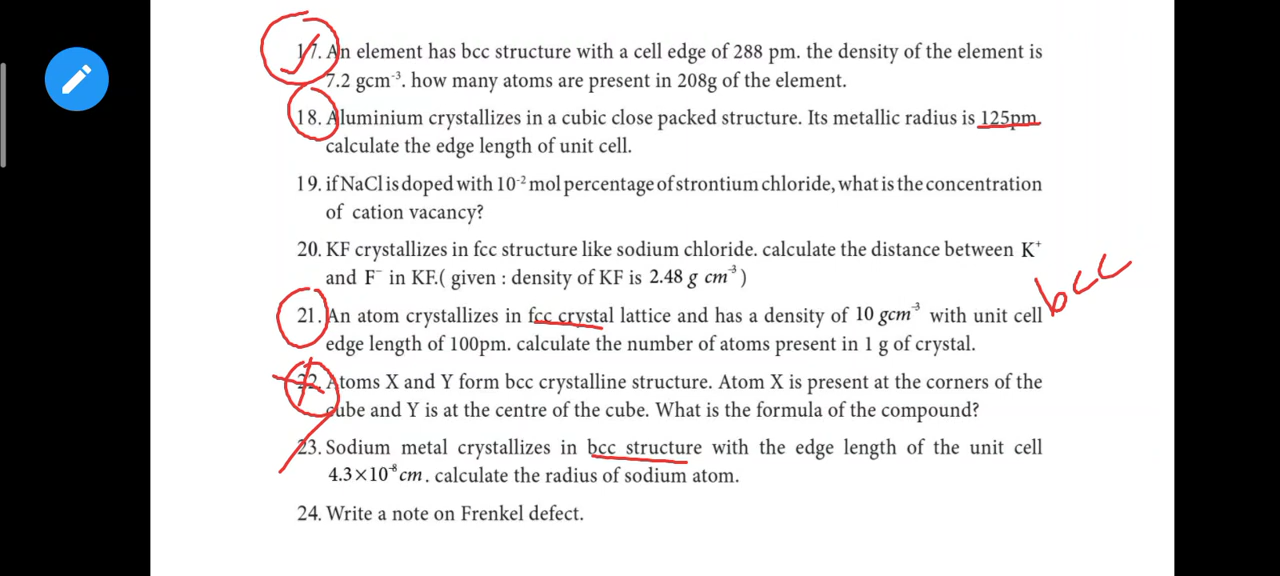 17. An element has bcc structure with a cell edge of 288 pm. the density of the element is
7.2 gcm⁻³. how many atoms are present in 208g of the element.
18. Aluminium crystallizes in a cubic close packed structure. Its metallic radius is 125pm
calculate the edge length of unit cell.
19. if NaCl is doped with 10⁻² mol percentage of strontium chloride, what is the concentration
of cation vacancy?
20. KF crystallizes in fcc structure like sodium chloride. calculate the distance between K⁺
and F⁻ in KF.( given : density of KF is 2.48 g cm⁻³)
bcc
21. An atom crystallizes in fcc crystal lattice and has a density of 10 gcm⁻³ with unit cell
edge length of 100pm. calculate the number of atoms present in 1 g of crystal.
22. Atoms X and Y form bcc crystalline structure. Atom X is present at the corners of the
cube and Y is at the centre of the cube. What is the formula of the compound?
23. Sodium metal crystallizes in bcc structure with the edge length of the unit cell
4.3×10⁻⁸cm. calculate the radius of sodium atom.
24. Write a note on Frenkel defect.